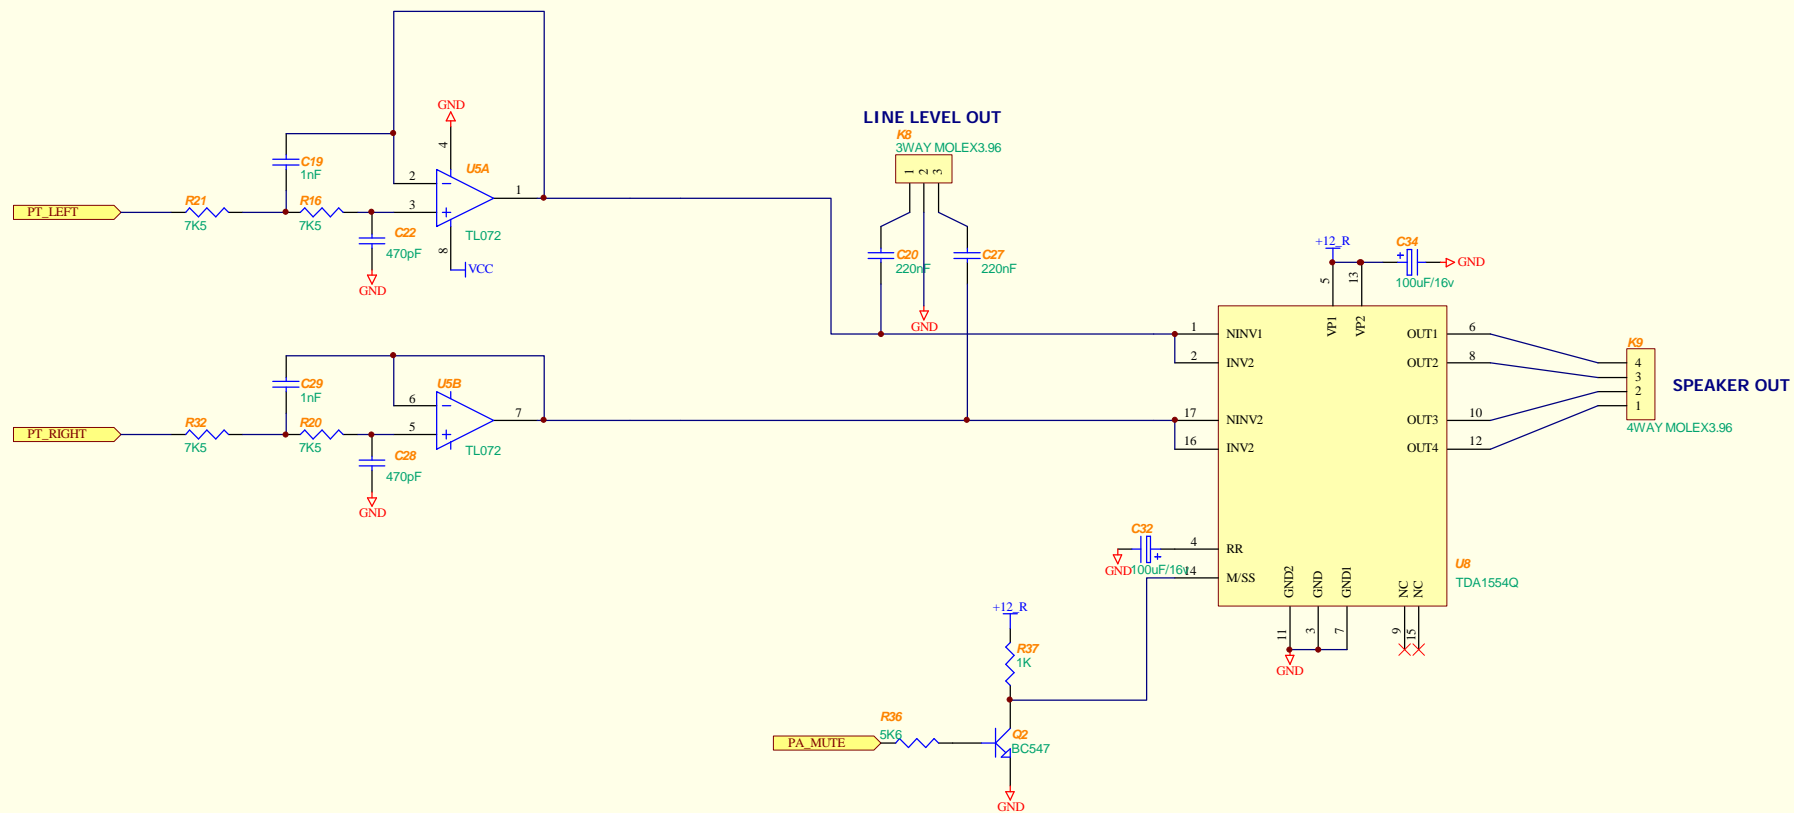 GND
4
LINE LEVEL OUT
K8
3WAY MOLEX3.96
C19
1nF
2
U5A
1
1 2 3
PT_LEFT
R21
7K5
R16
7K5
3
C22
470pF
TL072
8
VCC
GND
C20
220nF
C27
220nF
GND
+12_R
C34
GND
100uF/16v
5
13
VP1
VP2
1
NINV1
2
INV2
OUT1
6
OUT2
8
K9
4
3
2
1
SPEAKER OUT
4WAY MOLEX3.96
17
NINV2
16
INV2
OUT3
10
OUT4
12
C29
1nF
6
U5B
7
PT_RIGHT
R32
7K5
R20
7K5
5
C28
470pF
TL072
GND
C32
GND
100uF/16v
4
RR
14
M/SS
U8
TDA1554Q
GND2
GND
GND1
NC
NC
11
3
7
9
15
GND
+12_R
R37
1K
PA_MUTE
R36
5K6
Q2
BC547
GND